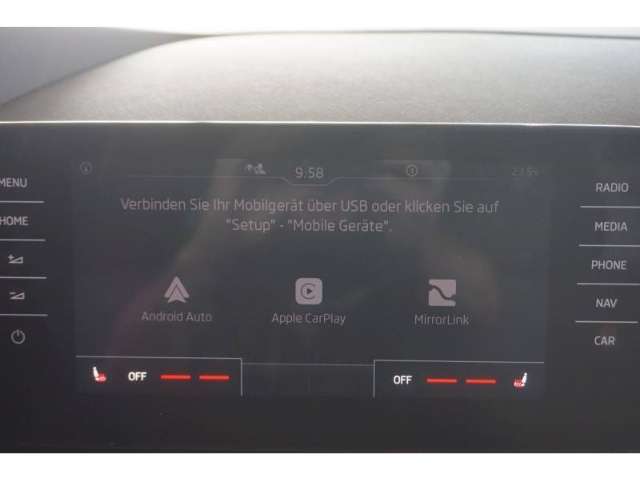 MENU
HOME
9:58
Verbinden Sie Ihr Mobilgerät über USB oder klicken Sie auf
"Setup" - "Mobile Geräte".
Android Auto
Apple CarPlay
MirrorLink
OFF
OFF
RADIO
MEDIA
PHONE
NAV
CAR